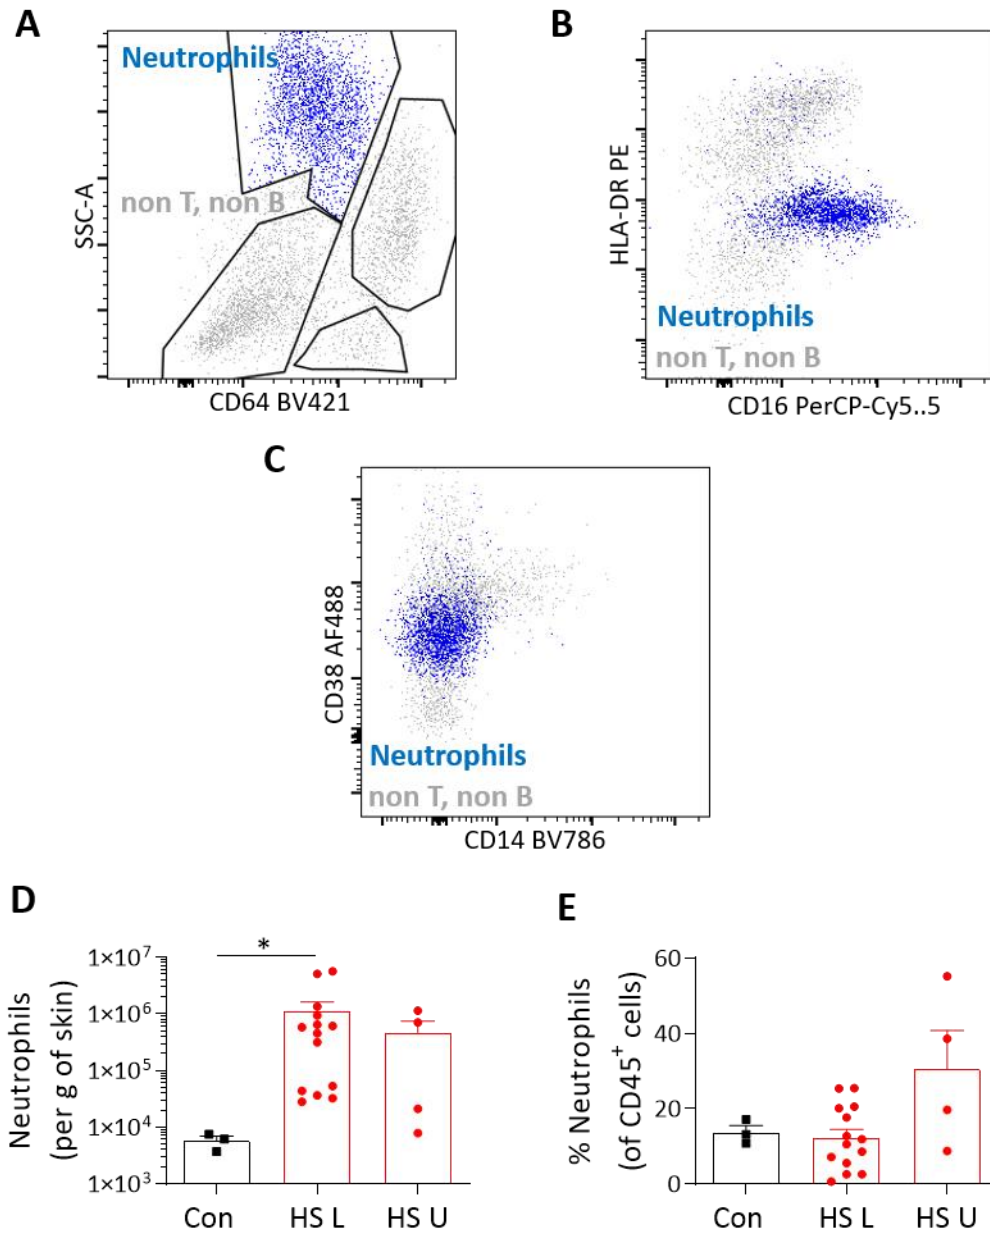 A
Neutrophils
non T, non B
SSC-A
CD64 BV421
B
HLA-DR PE
Neutrophils
non T, non B
CD16 PerCP-Cy5..5
C
CD38 AF488
Neutrophils
non T, non B
CD14 BV786
D
Neutrophils
(per g of skin)
*
1×10⁷
1×10⁶
1×10⁵
1×10⁴
1×10³
Con HS L HS U
E
% Neutrophils
(of CD45⁺ cells)
60
40
20
0
Con HS L HS U